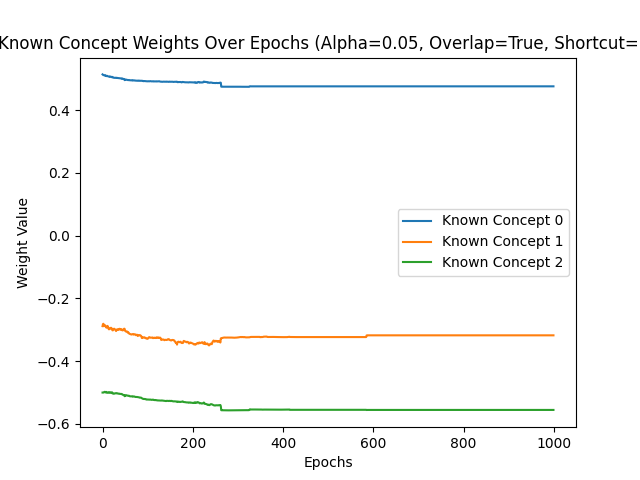 Known Concept Weights Over Epochs (Alpha=0.05, Overlap=True, Shortcut=
0.4
0.2
0.0
−0.2
−0.4
−0.6
Weight Value
Known Concept 0
Known Concept 1
Known Concept 2
0 200 400 600 800 1000
Epochs